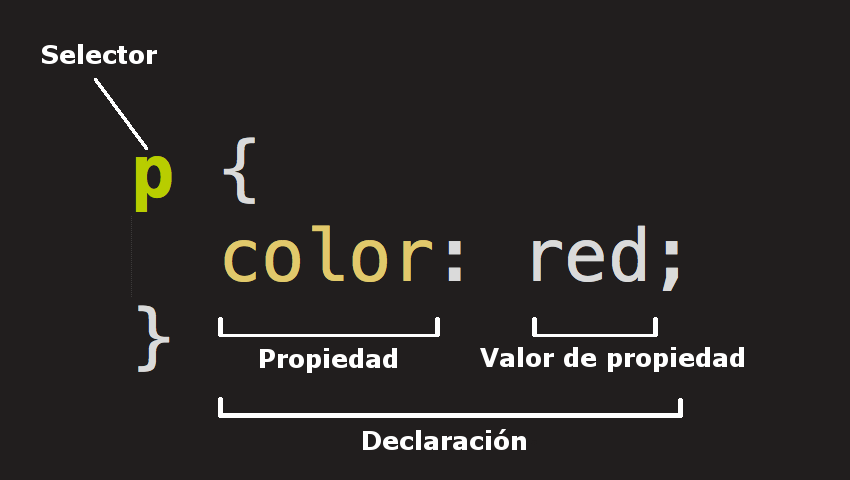 Selector
p {
color: red;
}
Propiedad Valor de propiedad
Declaración